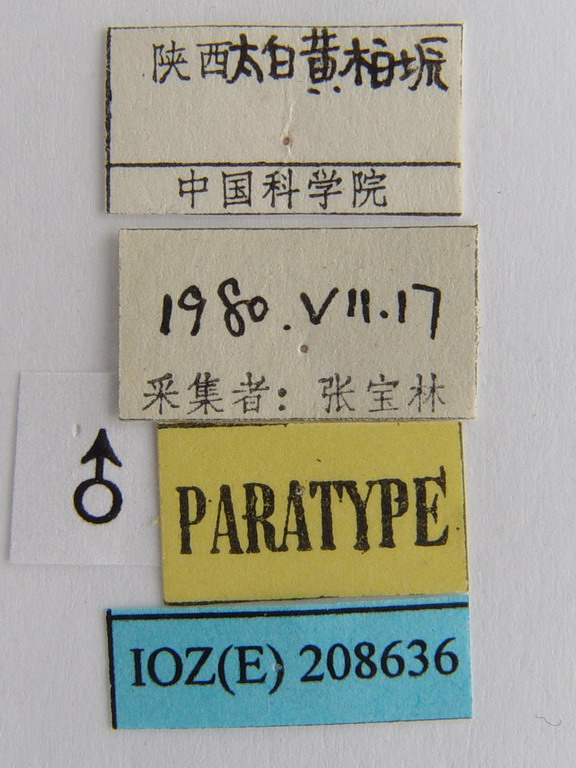 陕西太白黄柏塬
中国科学院
1980.VII.17
采集者：张宝林
♂
PARATYPE
IOZ(E) 208636